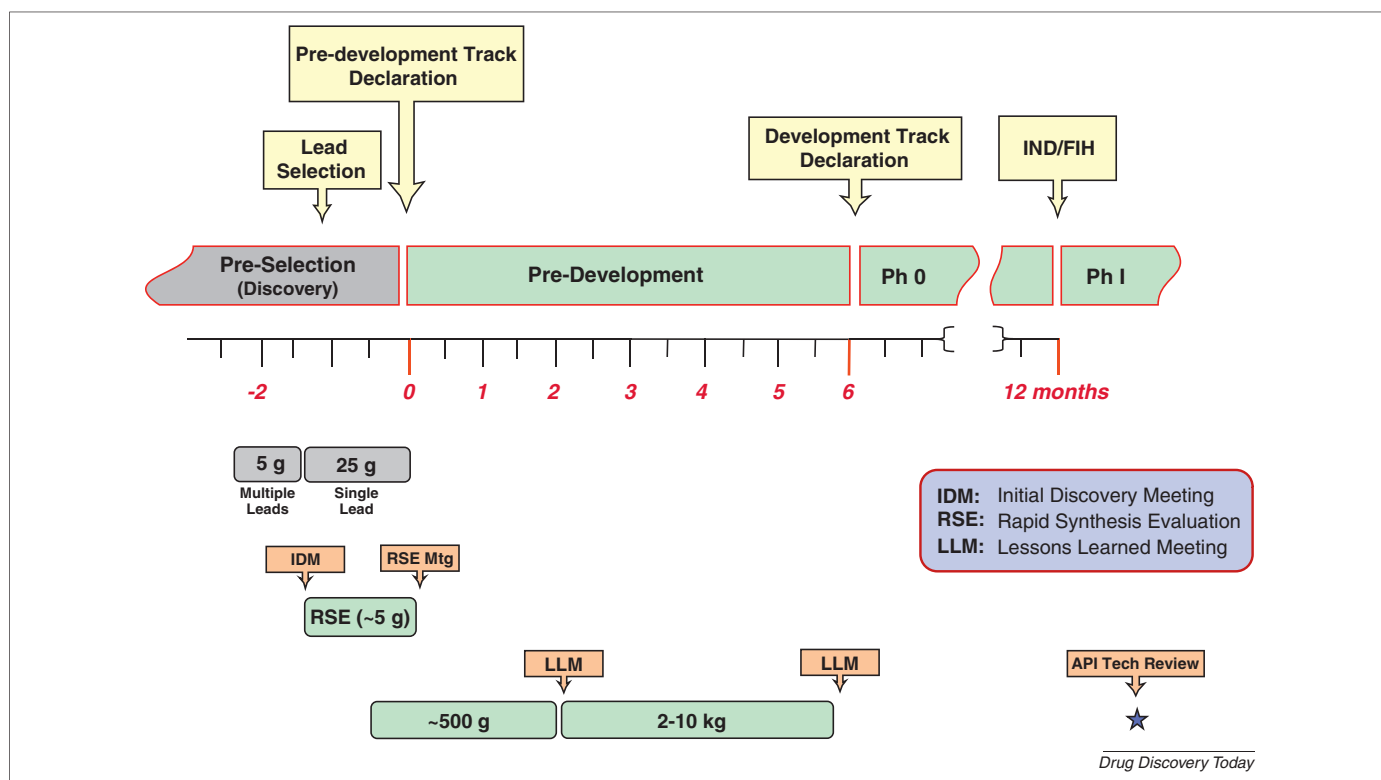 Pre-development Track
Declaration
Lead
Selection
Development Track
Declaration
IND/FIH
Pre-Selection
(Discovery)
Pre-Development
Ph 0
Ph I
-2
0
1
2
3
4
5
6
12 months
5 g
25 g
Multiple
Leads
Single
Lead
IDM: Initial Discovery Meeting
RSE: Rapid Synthesis Evaluation
LLM: Lessons Learned Meeting
IDM
RSE Mtg
RSE (~5 g)
LLM
LLM
API Tech Review
~500 g
2-10 kg
Drug Discovery Today